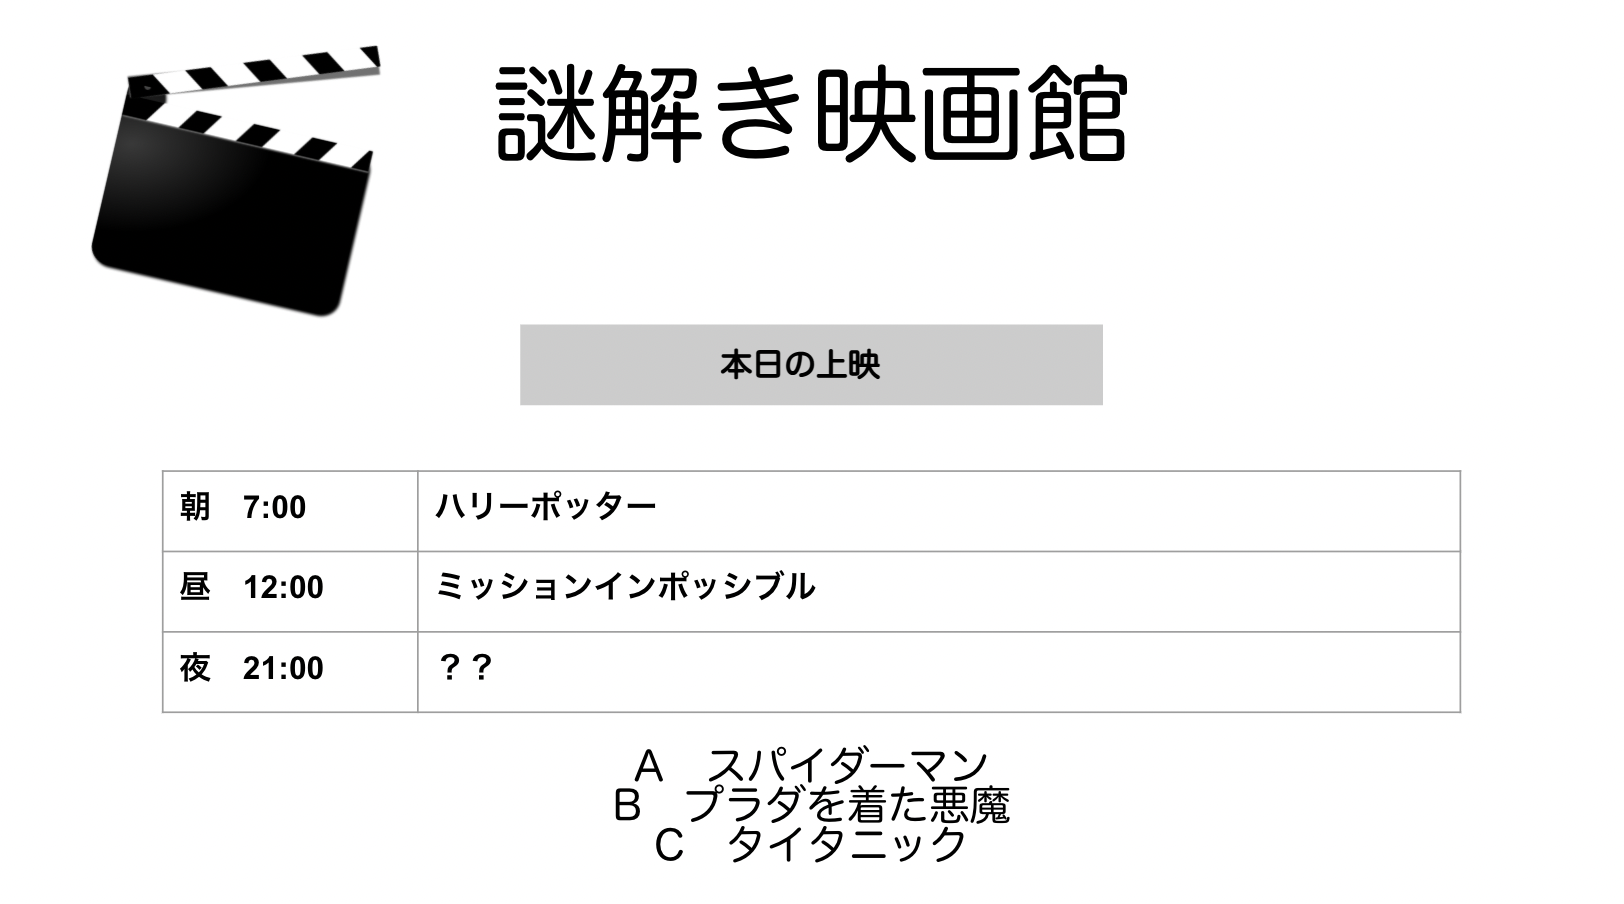 謎解き映画館
本日の上映
朝　7:00　ハリーポッター
昼　12:00　ミッションインポッシブル
夜　21:00　？？
A　スパイダーマン
B　プラダを着た悪魔
C　タイタニック